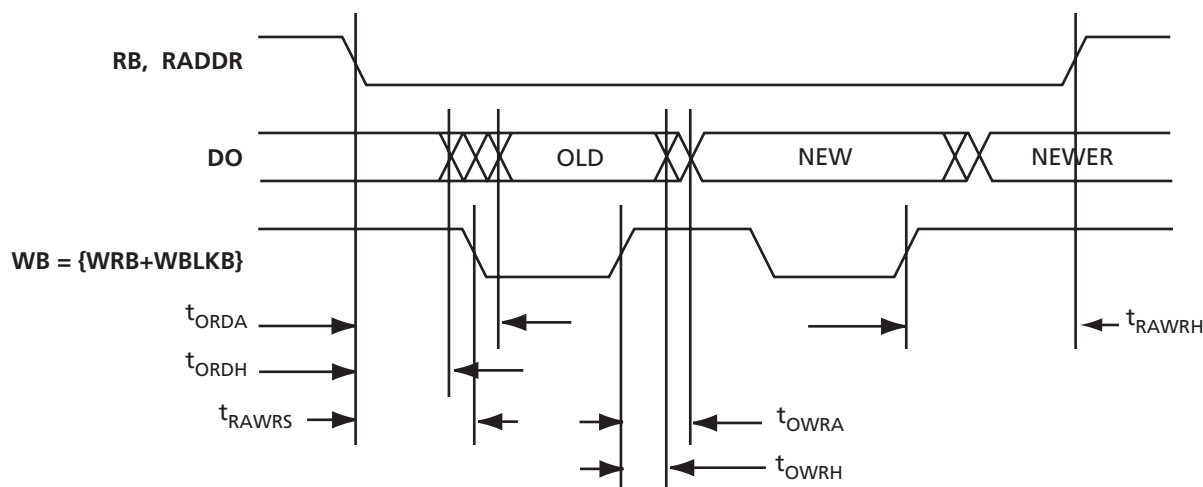 RB, RADDR
DO
OLD
NEW
NEWER
WB = {WRB+WBLKB}
tORDA
tRAWRH
tORDH
tRAWRS
tOWRA
tOWRH